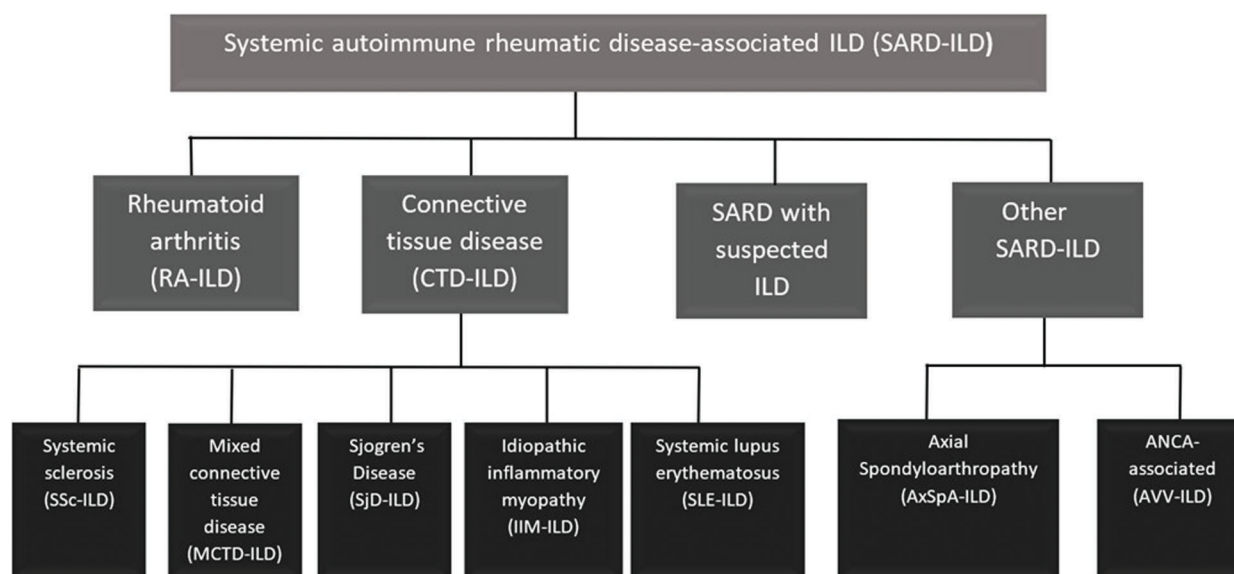 Systemic autoimmune rheumatic disease-associated ILD (SARD-ILD)
Rheumatoid
arthritis
(RA-ILD)
Connective
tissue disease
(CTD-ILD)
SARD with
suspected
ILD
Other
SARD-ILD
Systemic
sclerosis
(SSc-ILD)
Mixed
connective
tissue
disease
(MCTD-ILD)
Sjogren's
Disease
(SjD-ILD)
Idiopathic
inflammatory
myopathy
(IIM-ILD)
Systemic lupus
erythematosus
(SLE-ILD)
Axial
Spondyloarthropathy
(AxSpA-ILD)
ANCA-
associated
(AVV-ILD)